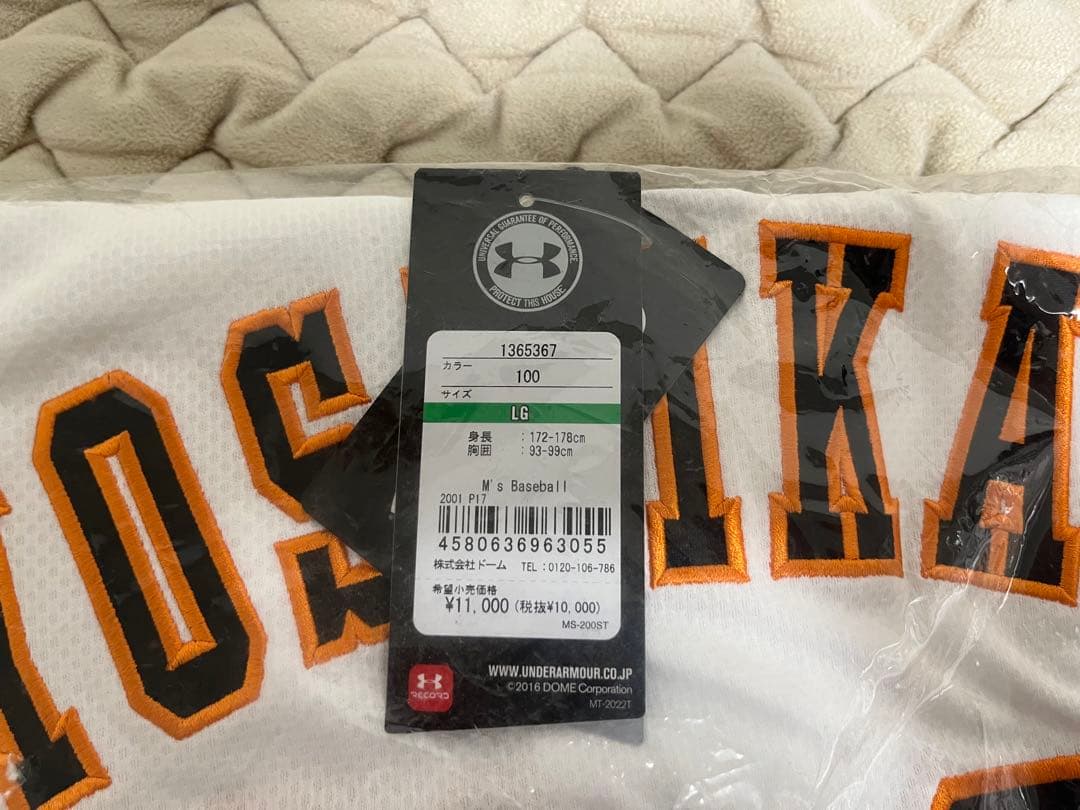 UNIVERSAL GUARANTEE OF PERFORMANCE
PROTECT THIS HOUSE
1365367
カラー
100
サイズ
LG
身長 : 172-178cm
胸囲 : 93-99cm
M's Baseball
2001 P17
4580636963055
株式会社ドーム TEL :0120-106-786
希望小売価格
¥11,000 (税抜¥10,000)
MS-200ST
RECORD
WWW.UNDERARMOUR.CO.JP
©2016 DOME Corporation
MT-2022T
OS
IKA